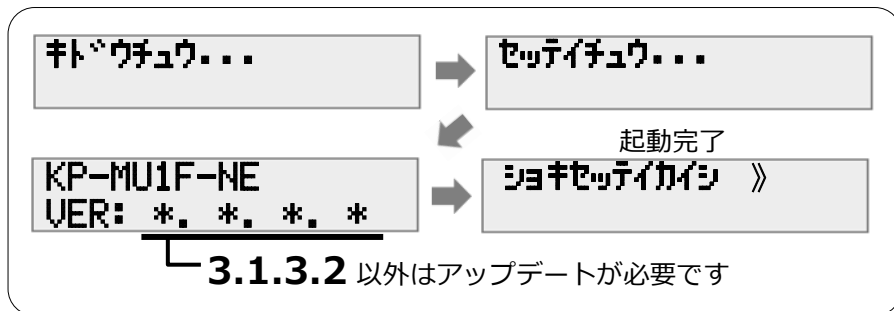 キドウチュウ...
セッテイチュウ...
KP-MU1F-NE
VER: *. *. *. *
起動完了
ショキセッテイカイシ 》
3.1.3.2 以外はアップデートが必要です